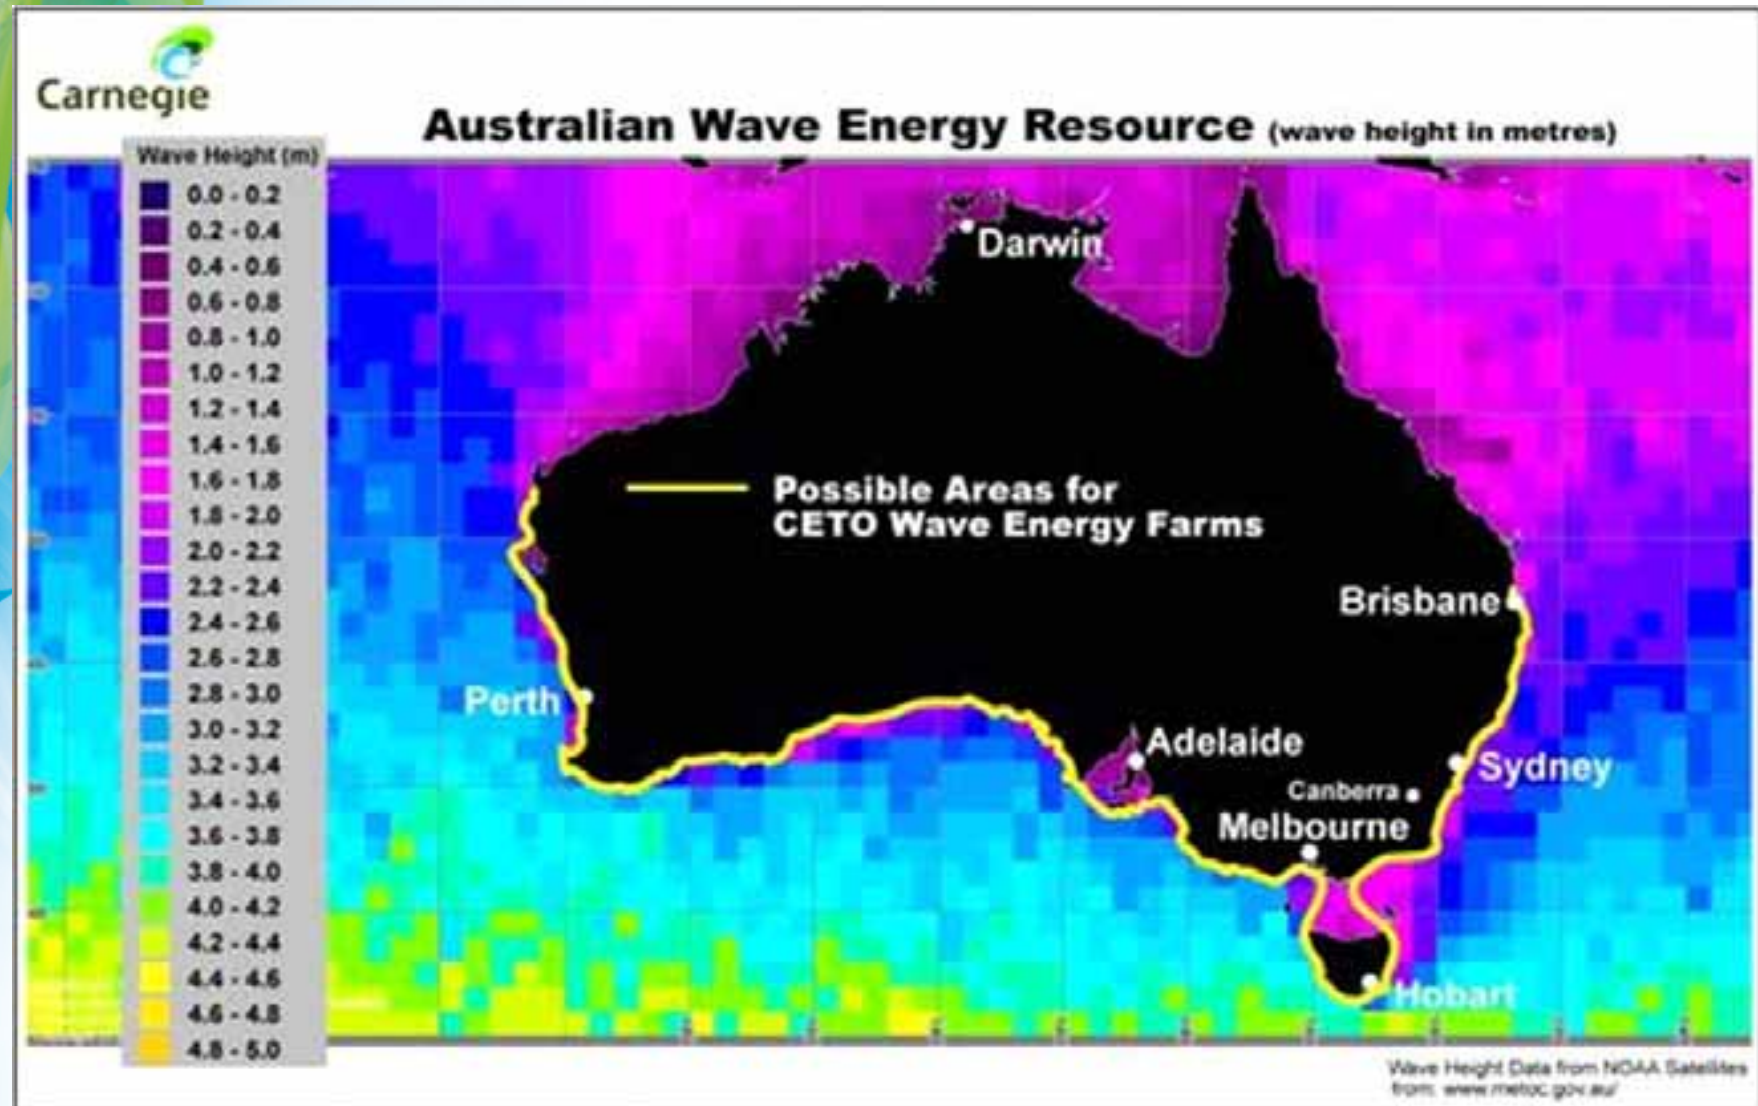 Carnegie
Australian Wave Energy Resource (wave height in metres)
Wave Height (m)
0.0 - 0.2
0.2 - 0.4
0.4 - 0.6
0.6 - 0.8
0.8 - 1.0
1.0 - 1.2
1.2 - 1.4
1.4 - 1.6
1.6 - 1.8
1.8 - 2.0
2.0 - 2.2
2.2 - 2.4
2.4 - 2.6
2.6 - 2.8
2.8 - 3.0
3.0 - 3.2
3.2 - 3.4
3.4 - 3.6
3.6 - 3.8
3.8 - 4.0
4.0 - 4.2
4.2 - 4.4
4.4 - 4.6
4.6 - 4.8
4.8 - 5.0
Darwin
Possible Areas for
CETO Wave Energy Farms
Brisbane
Perth
Adelaide
Sydney
Canberra
Melbourne
Hobart
Wave Height Data from NOAA Satellites
from: www.metoc.gov.au/